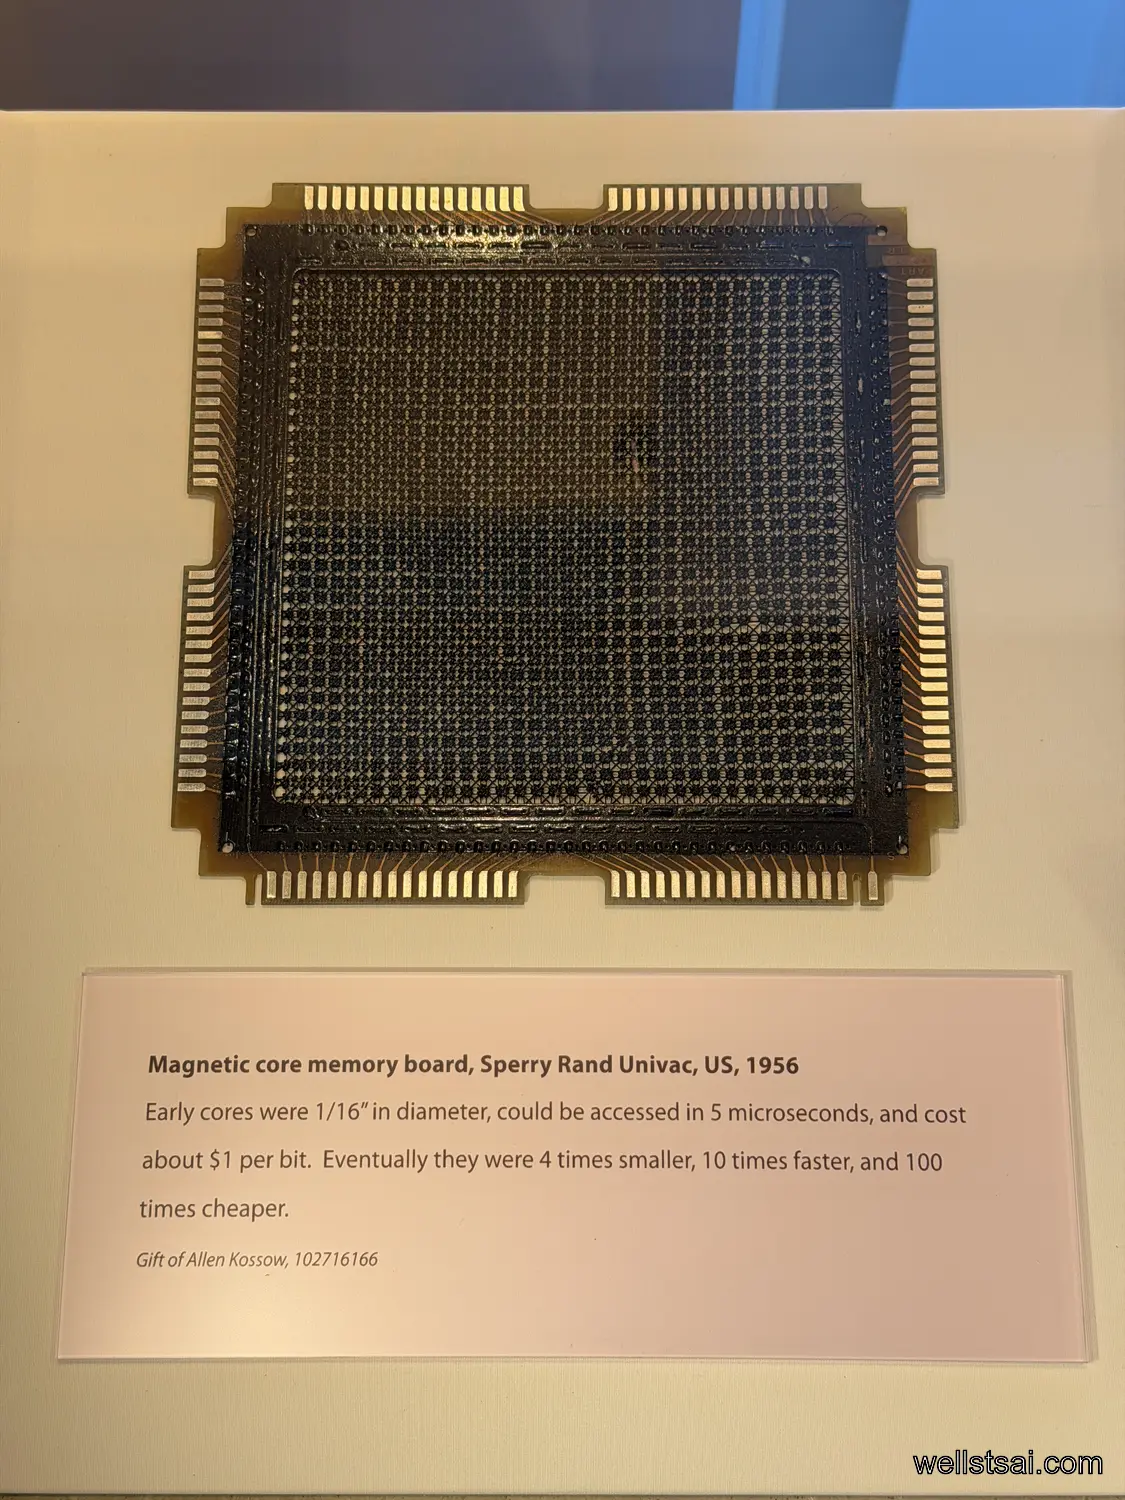 Magnetic core memory board, Sperry Rand Univac, US, 1956
Early cores were 1/16″ in diameter, could be accessed in 5 microseconds, and cost
about $1 per bit.  Eventually they were 4 times smaller, 10 times faster, and 100
times cheaper.
Gift of Allen Kossow, 102716166
wellstsai.com